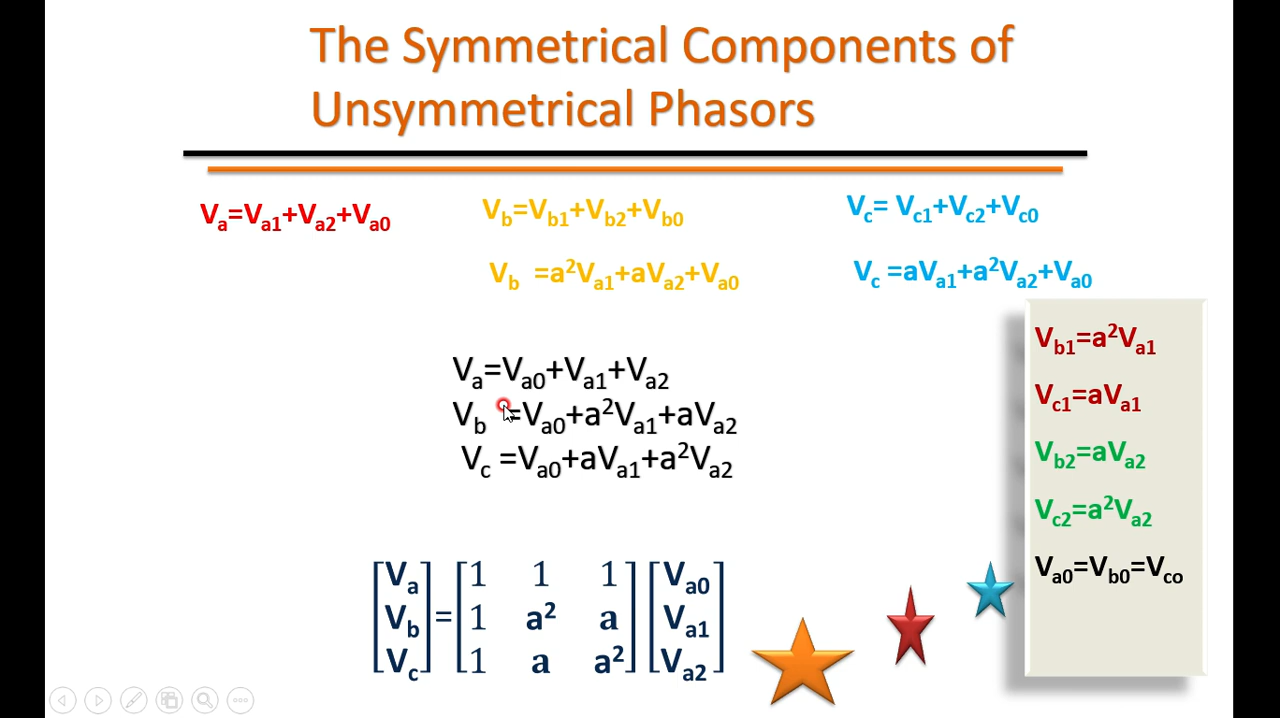 The Symmetrical Components of
Unsymmetrical Phasors
Va=Va1+Va2+Va0
Vb=Vb1+Vb2+Vb0
Vc= Vc1+Vc2+Vc0
Vb =a²Va1+aVa2+Va0
Vc =aVa1+a²Va2+Va0
Va=Va0+Va1+Va2
Vb =Va0+a²Va1+aVa2
Vc =Va0+aVa1+a²Va2
Vb1=a²Va1
Vc1=aVa1
Vb2=aVa2
Vc2=a²Va2
Va0=Vb0=Vco
[Va] [1 1 1] [Va0]
[Vb] = [1 a² a] [Va1]
[Vc] [1 a a²] [Va2]